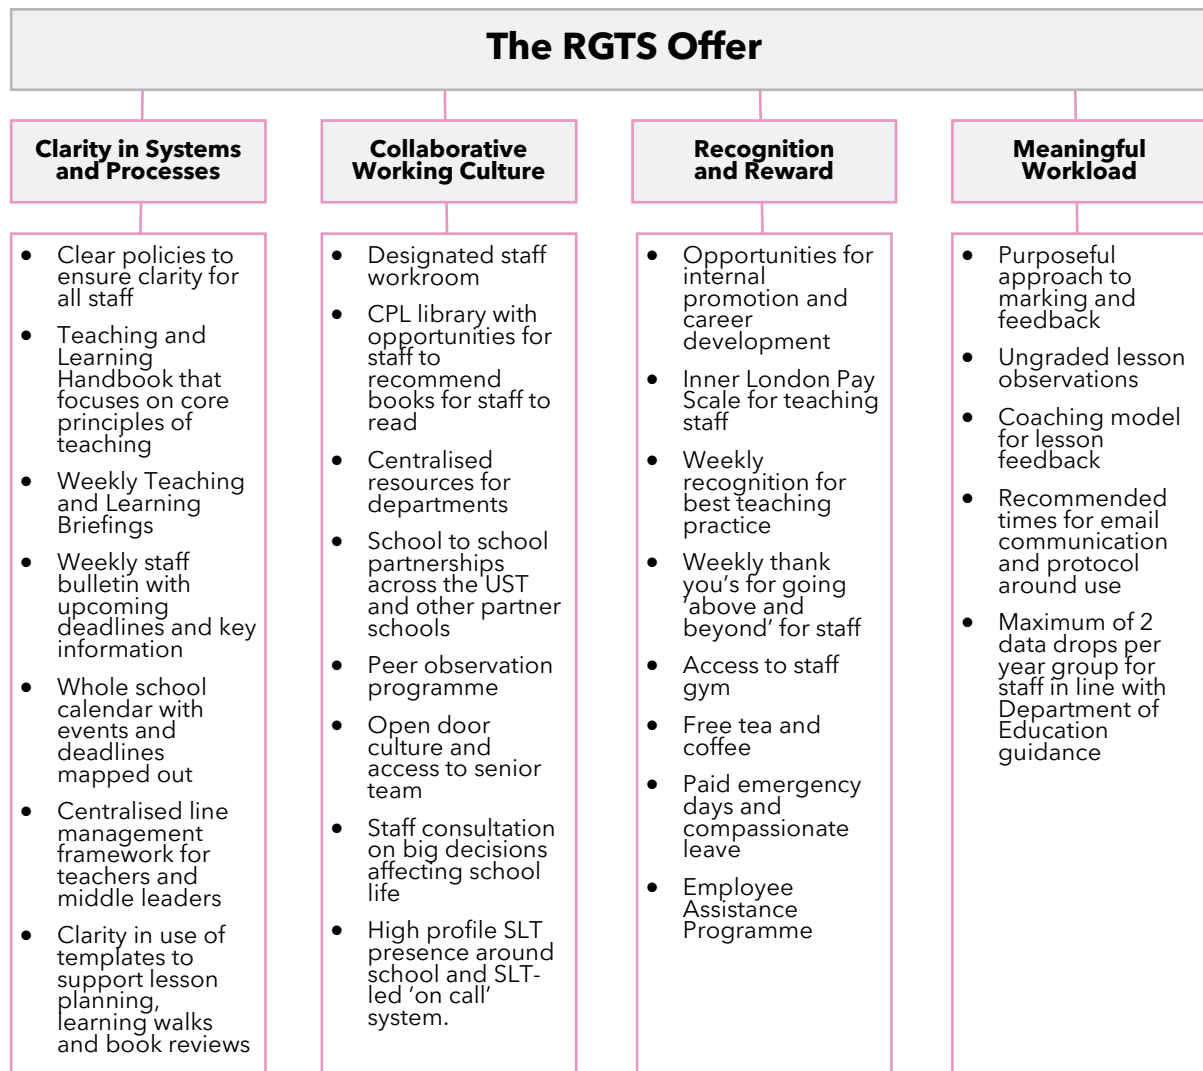 The RGTS Offer
Clarity in Systems
and Processes
• Clear policies to
ensure clarity for
all staff
• Teaching and
Learning
Handbook that
focuses on core
principles of
teaching
• Weekly Teaching
and Learning
Briefings
• Weekly staff
bulletin with
upcoming
deadlines and key
information
• Whole school
calendar with
events and
deadlines
mapped out
• Centralised line
management
framework for
teachers and
middle leaders
• Clarity in use of
templates to
support lesson
planning,
learning walks
and book reviews
Collaborative
Working Culture
• Designated staff
workroom
• CPL library with
opportunities for
staff to
recommend
books for staff to
read
• Centralised
resources for
departments
• School to school
partnerships
across the UST
and other partner
schools
• Peer observation
programme
• Open door
culture and
access to senior
team
• Staff consultation
on big decisions
affecting school
life
• High profile SLT
presence around
school and SLT-
led ‘on call’
system.
Recognition
and Reward
• Opportunities for
internal
promotion and
career
development
• Inner London Pay
Scale for teaching
staff
• Weekly
recognition for
best teaching
practice
• Weekly thank
you’s for going
‘above and
beyond’ for staff
• Access to staff
gym
• Free tea and
coffee
• Paid emergency
days and
compassionate
leave
• Employee
Assistance
Programme
Meaningful
Workload
• Purposeful
approach to
marking and
feedback
• Ungraded lesson
observations
• Coaching model
for lesson
feedback
• Recommended
times for email
communication
and protocol
around use
• Maximum of 2
data drops per
year group for
staff in line with
Department of
Education
guidance